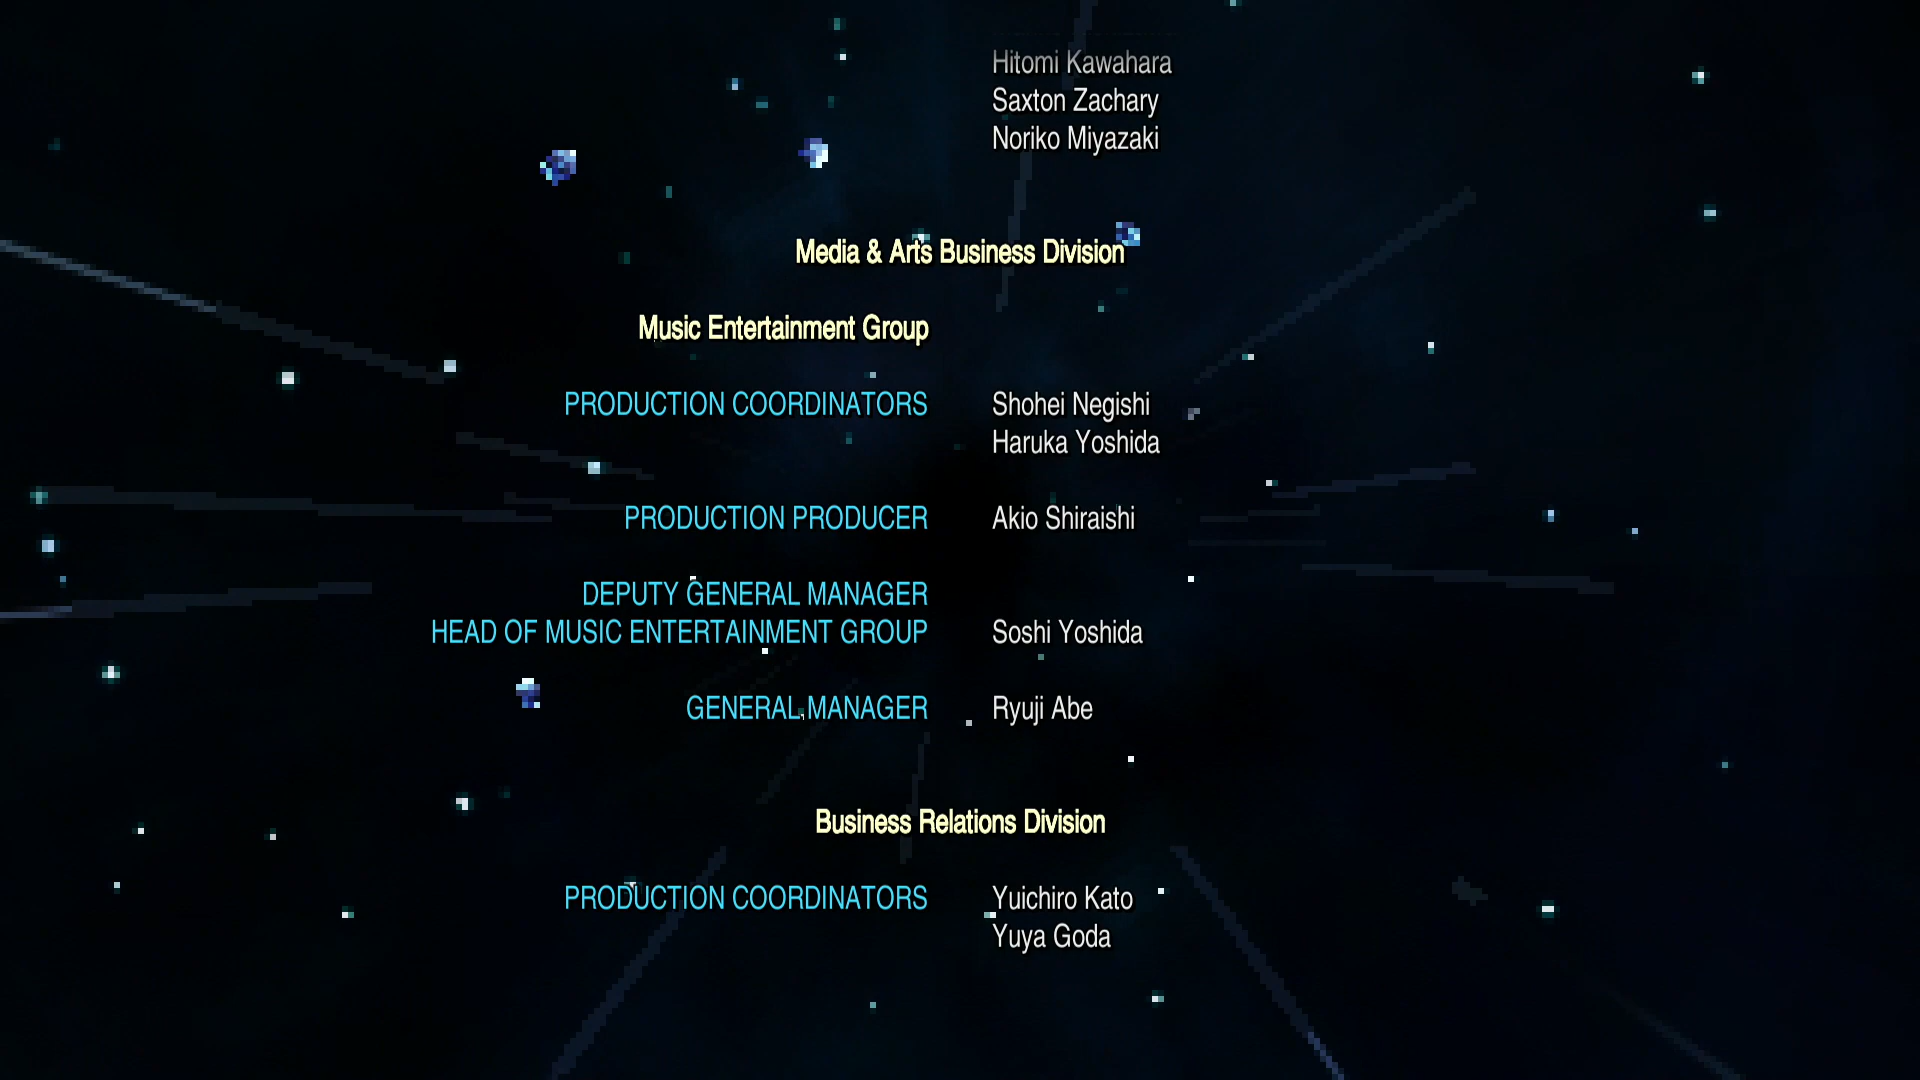 Hitomi Kawahara
Saxton Zachary
Noriko Miyazaki
Media & Arts Business Division
Music Entertainment Group
PRODUCTION COORDINATORS Shohei Negishi
Haruka Yoshida
PRODUCTION PRODUCER Akio Shiraishi
DEPUTY GENERAL MANAGER
HEAD OF MUSIC ENTERTAINMENT GROUP Soshi Yoshida
GENERAL MANAGER Ryuji Abe
Business Relations Division
PRODUCTION COORDINATORS Yuichiro Kato
Yuya Goda